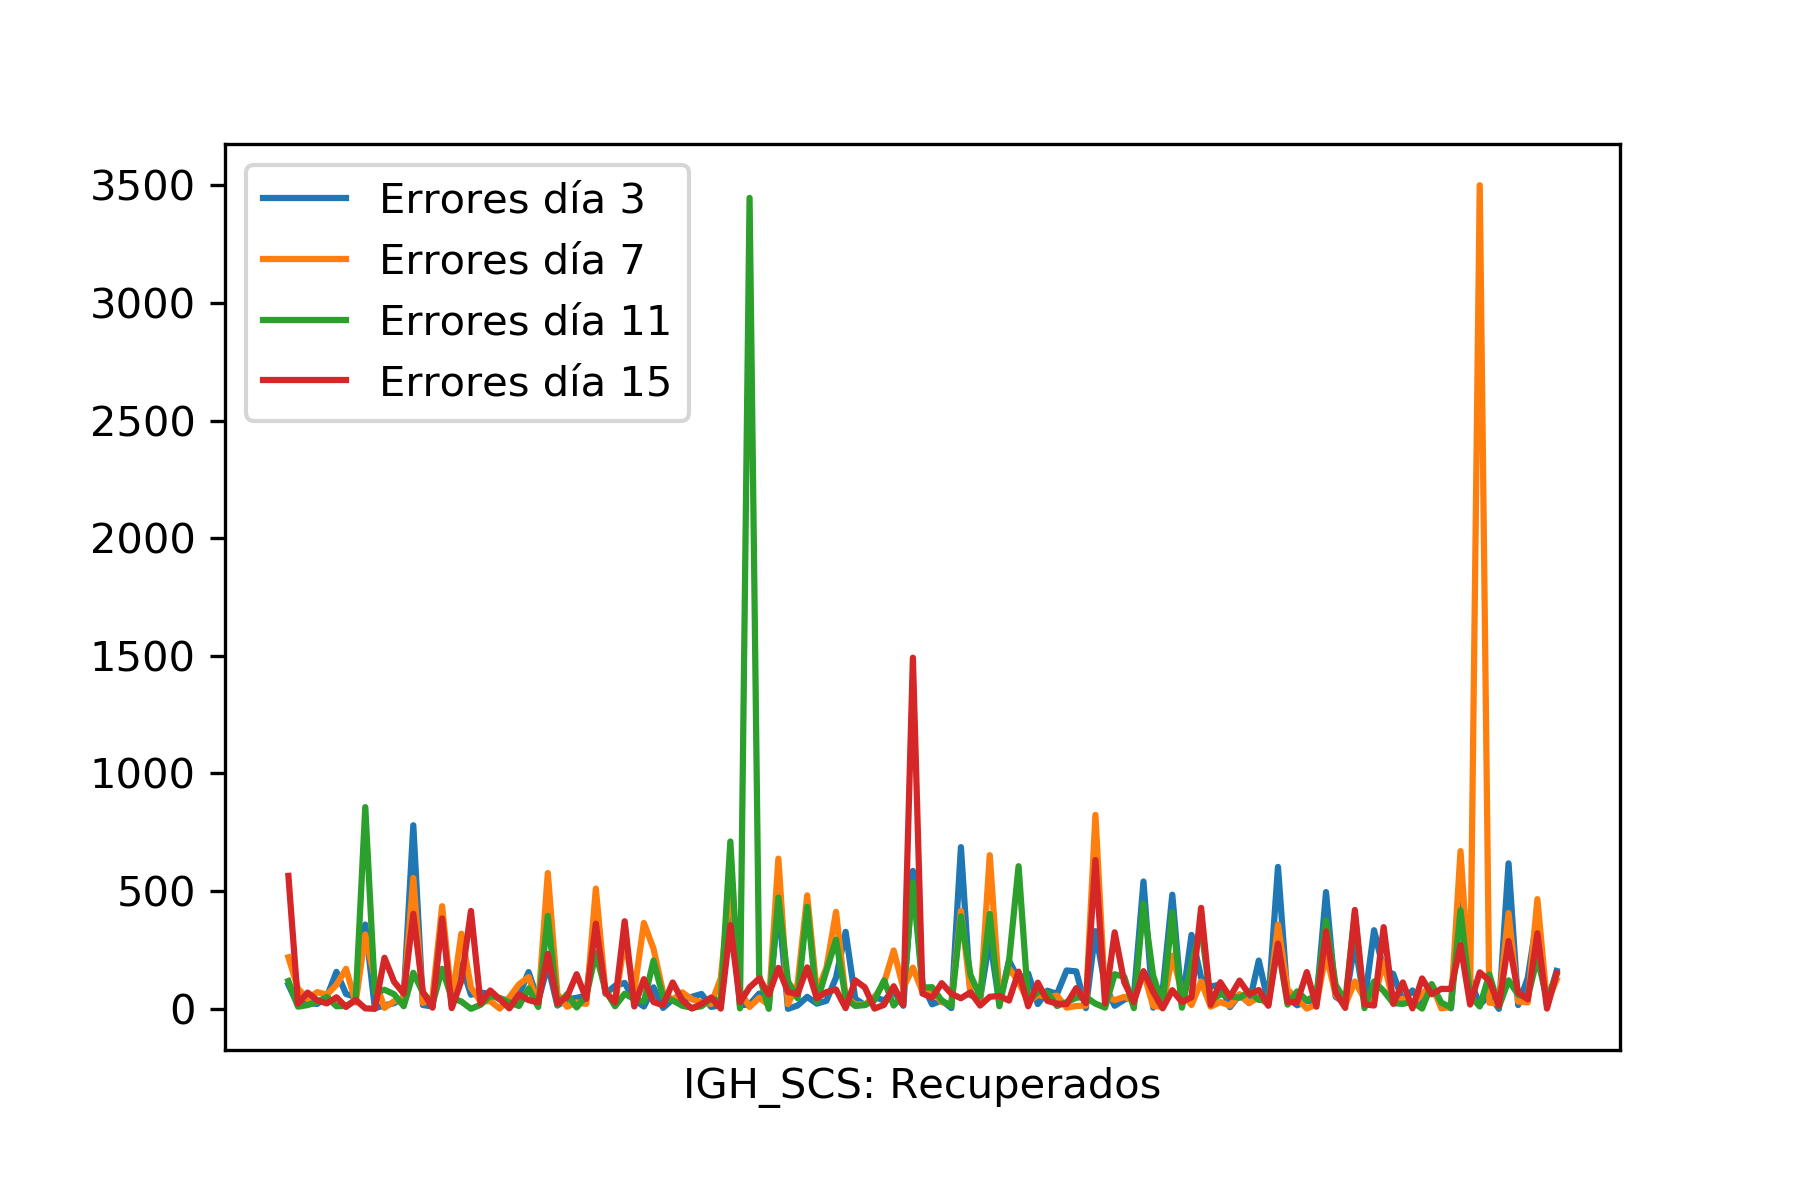 3500
3000
2500
2000
1500
1000
500
0
Errores día 3
Errores día 7
Errores día 11
Errores día 15
IGH_SCS: Recuperados